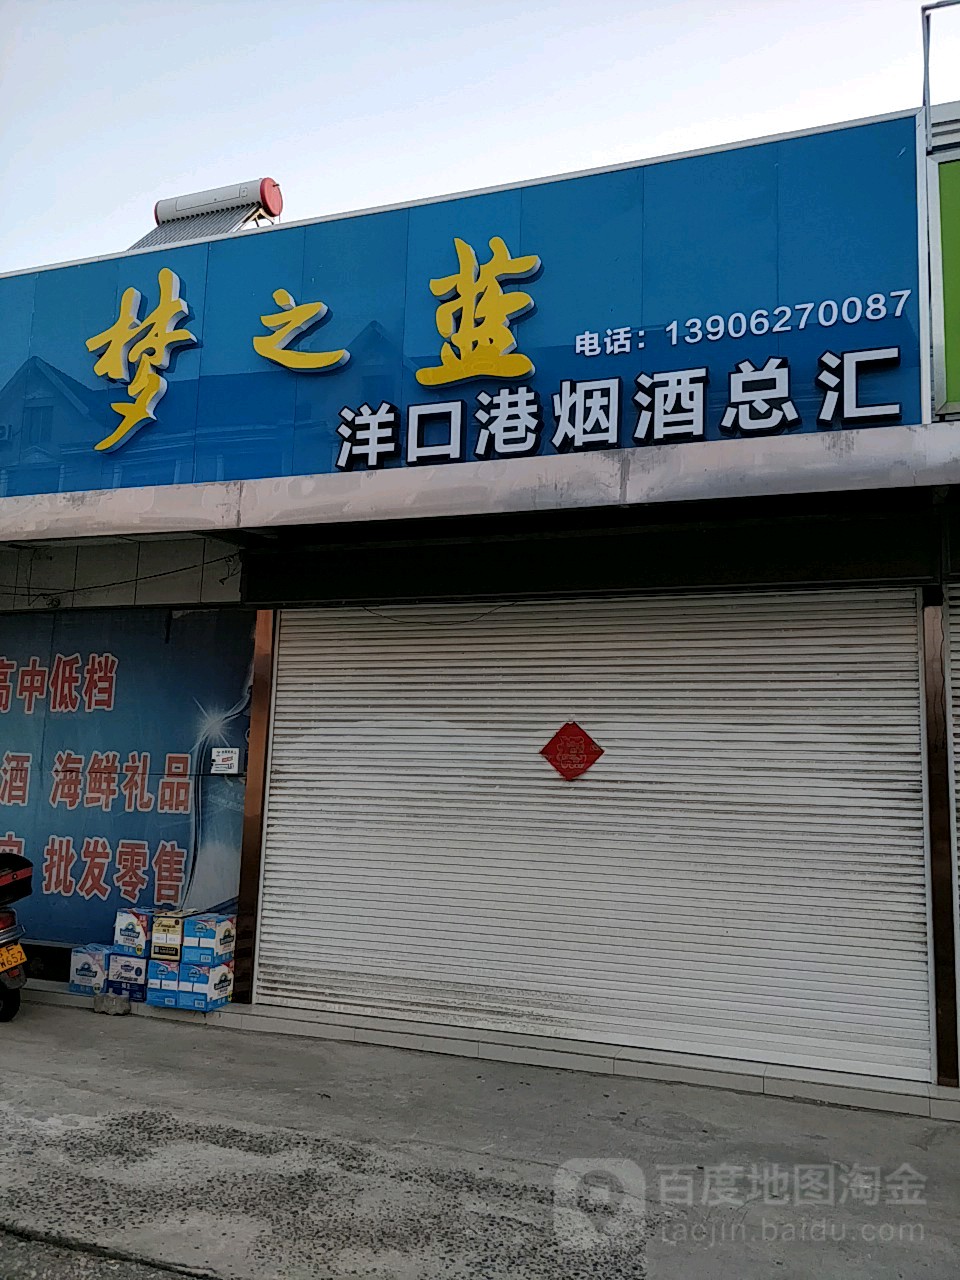 梦之蓝
电话：13906270087
洋口港烟酒总汇
高中低档
酒 海鲜礼品
批发零售
百度地图淘金
taojin.baidu.com